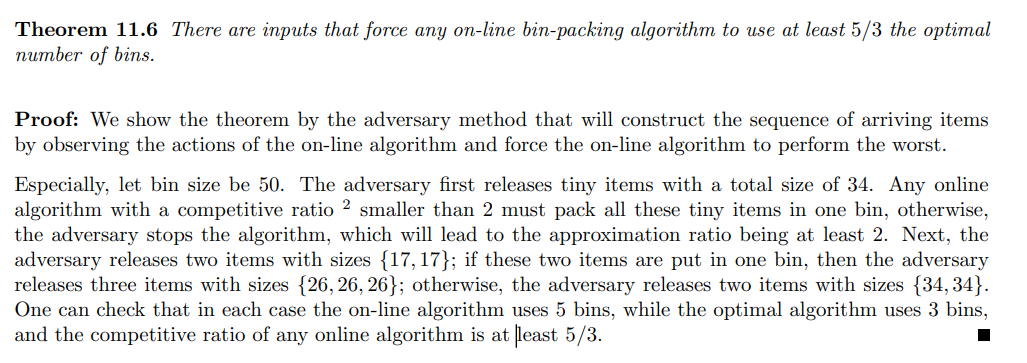 Theorem 11.6 There are inputs that force any on-line bin-packing algorithm to use at least 5/3 the optimal
number of bins.
Proof: We show the theorem by the adversary method that will construct the sequence of arriving items
by observing the actions of the on-line algorithm and force the on-line algorithm to perform the worst.
Especially, let bin size be 50. The adversary first releases tiny items with a total size of 34. Any online
algorithm with a competitive ratio ² smaller than 2 must pack all these tiny items in one bin, otherwise,
the adversary stops the algorithm, which will lead to the approximation ratio being at least 2. Next, the
adversary releases two items with sizes {17, 17}; if these two items are put in one bin, then the adversary
releases three items with sizes {26, 26, 26}; otherwise, the adversary releases two items with sizes {34, 34}.
One can check that in each case the on-line algorithm uses 5 bins, while the optimal algorithm uses 3 bins,
and the competitive ratio of any online algorithm is at least 5/3. ■